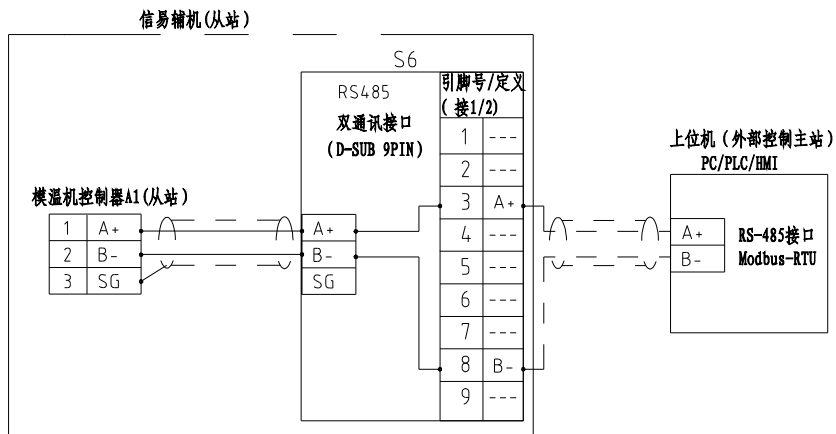 信易辅机(从站)
S6
RS485
双通讯接口
(D-SUB 9PIN)
引脚号/定义
(接1/2)
1 ---
2 ---
3 A+
4 ---
5 ---
6 ---
7 ---
8 B-
9 ---
模温机控制器A1(从站)
1 A+
2 B-
3 SG
A+
B-
SG
上位机(外部控制主站)
PC/PLC/HMI
A+
B-
RS-485接口
Modbus-RTU